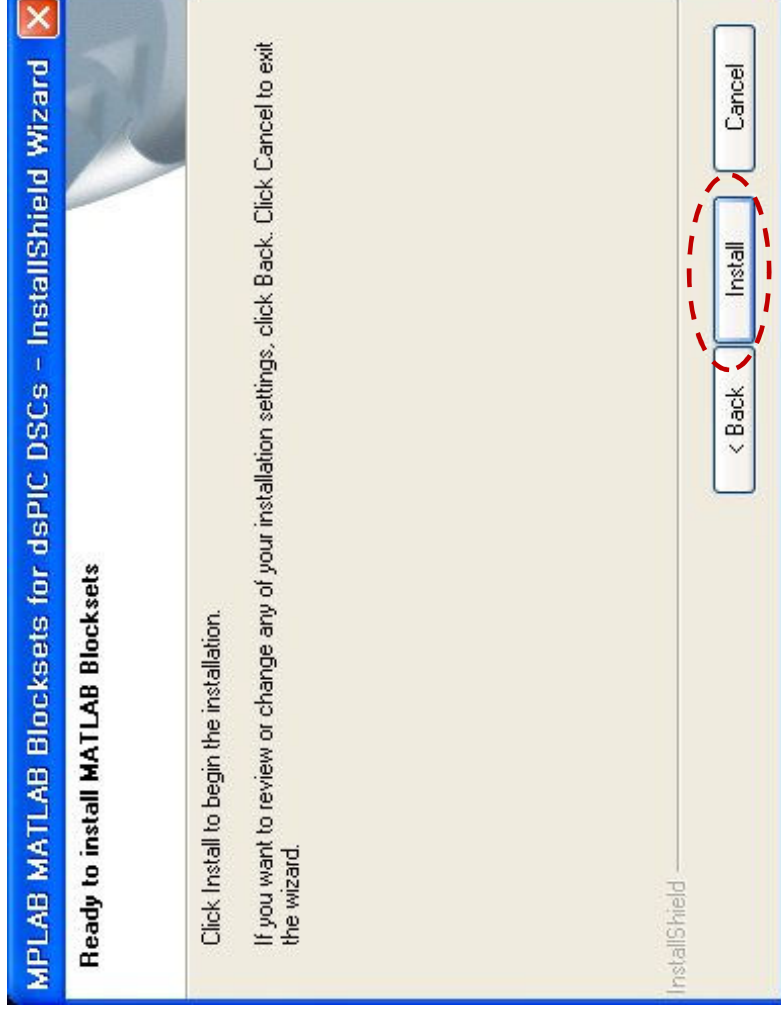 MPLAB MATLAB Blocksets for dsPIC DSCs - InstallShield Wizard
Ready to install MATLAB Blocksets
Click Install to begin the installation.
If you want to review or change any of your installation settings, click Back. Click Cancel to exit
the wizard.
InstallShield
< Back
Install
Cancel